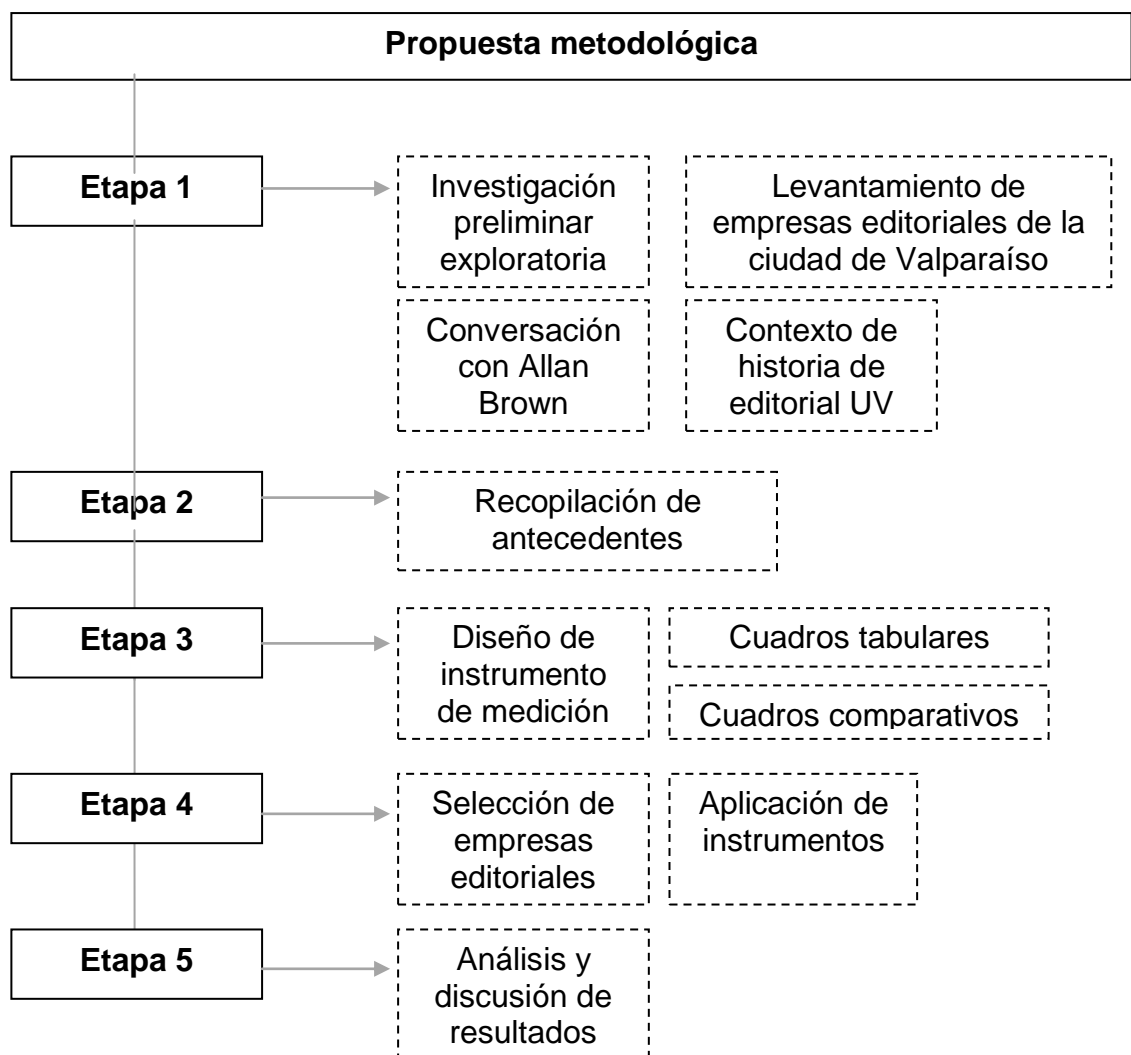 Propuesta metodológica
Etapa 1
Investigación
preliminar
exploratoria
Levantamiento de
empresas editoriales de la
ciudad de Valparaíso
Conversación
con Allan
Brown
Contexto de
historia de
editorial UV
Etapa 2
Recopilación de
antecedentes
Etapa 3
Diseño de
instrumento
de medición
Cuadros tabulares
Cuadros comparativos
Etapa 4
Selección de
empresas
editoriales
Aplicación de
instrumentos
Etapa 5
Análisis y
discusión de
resultados